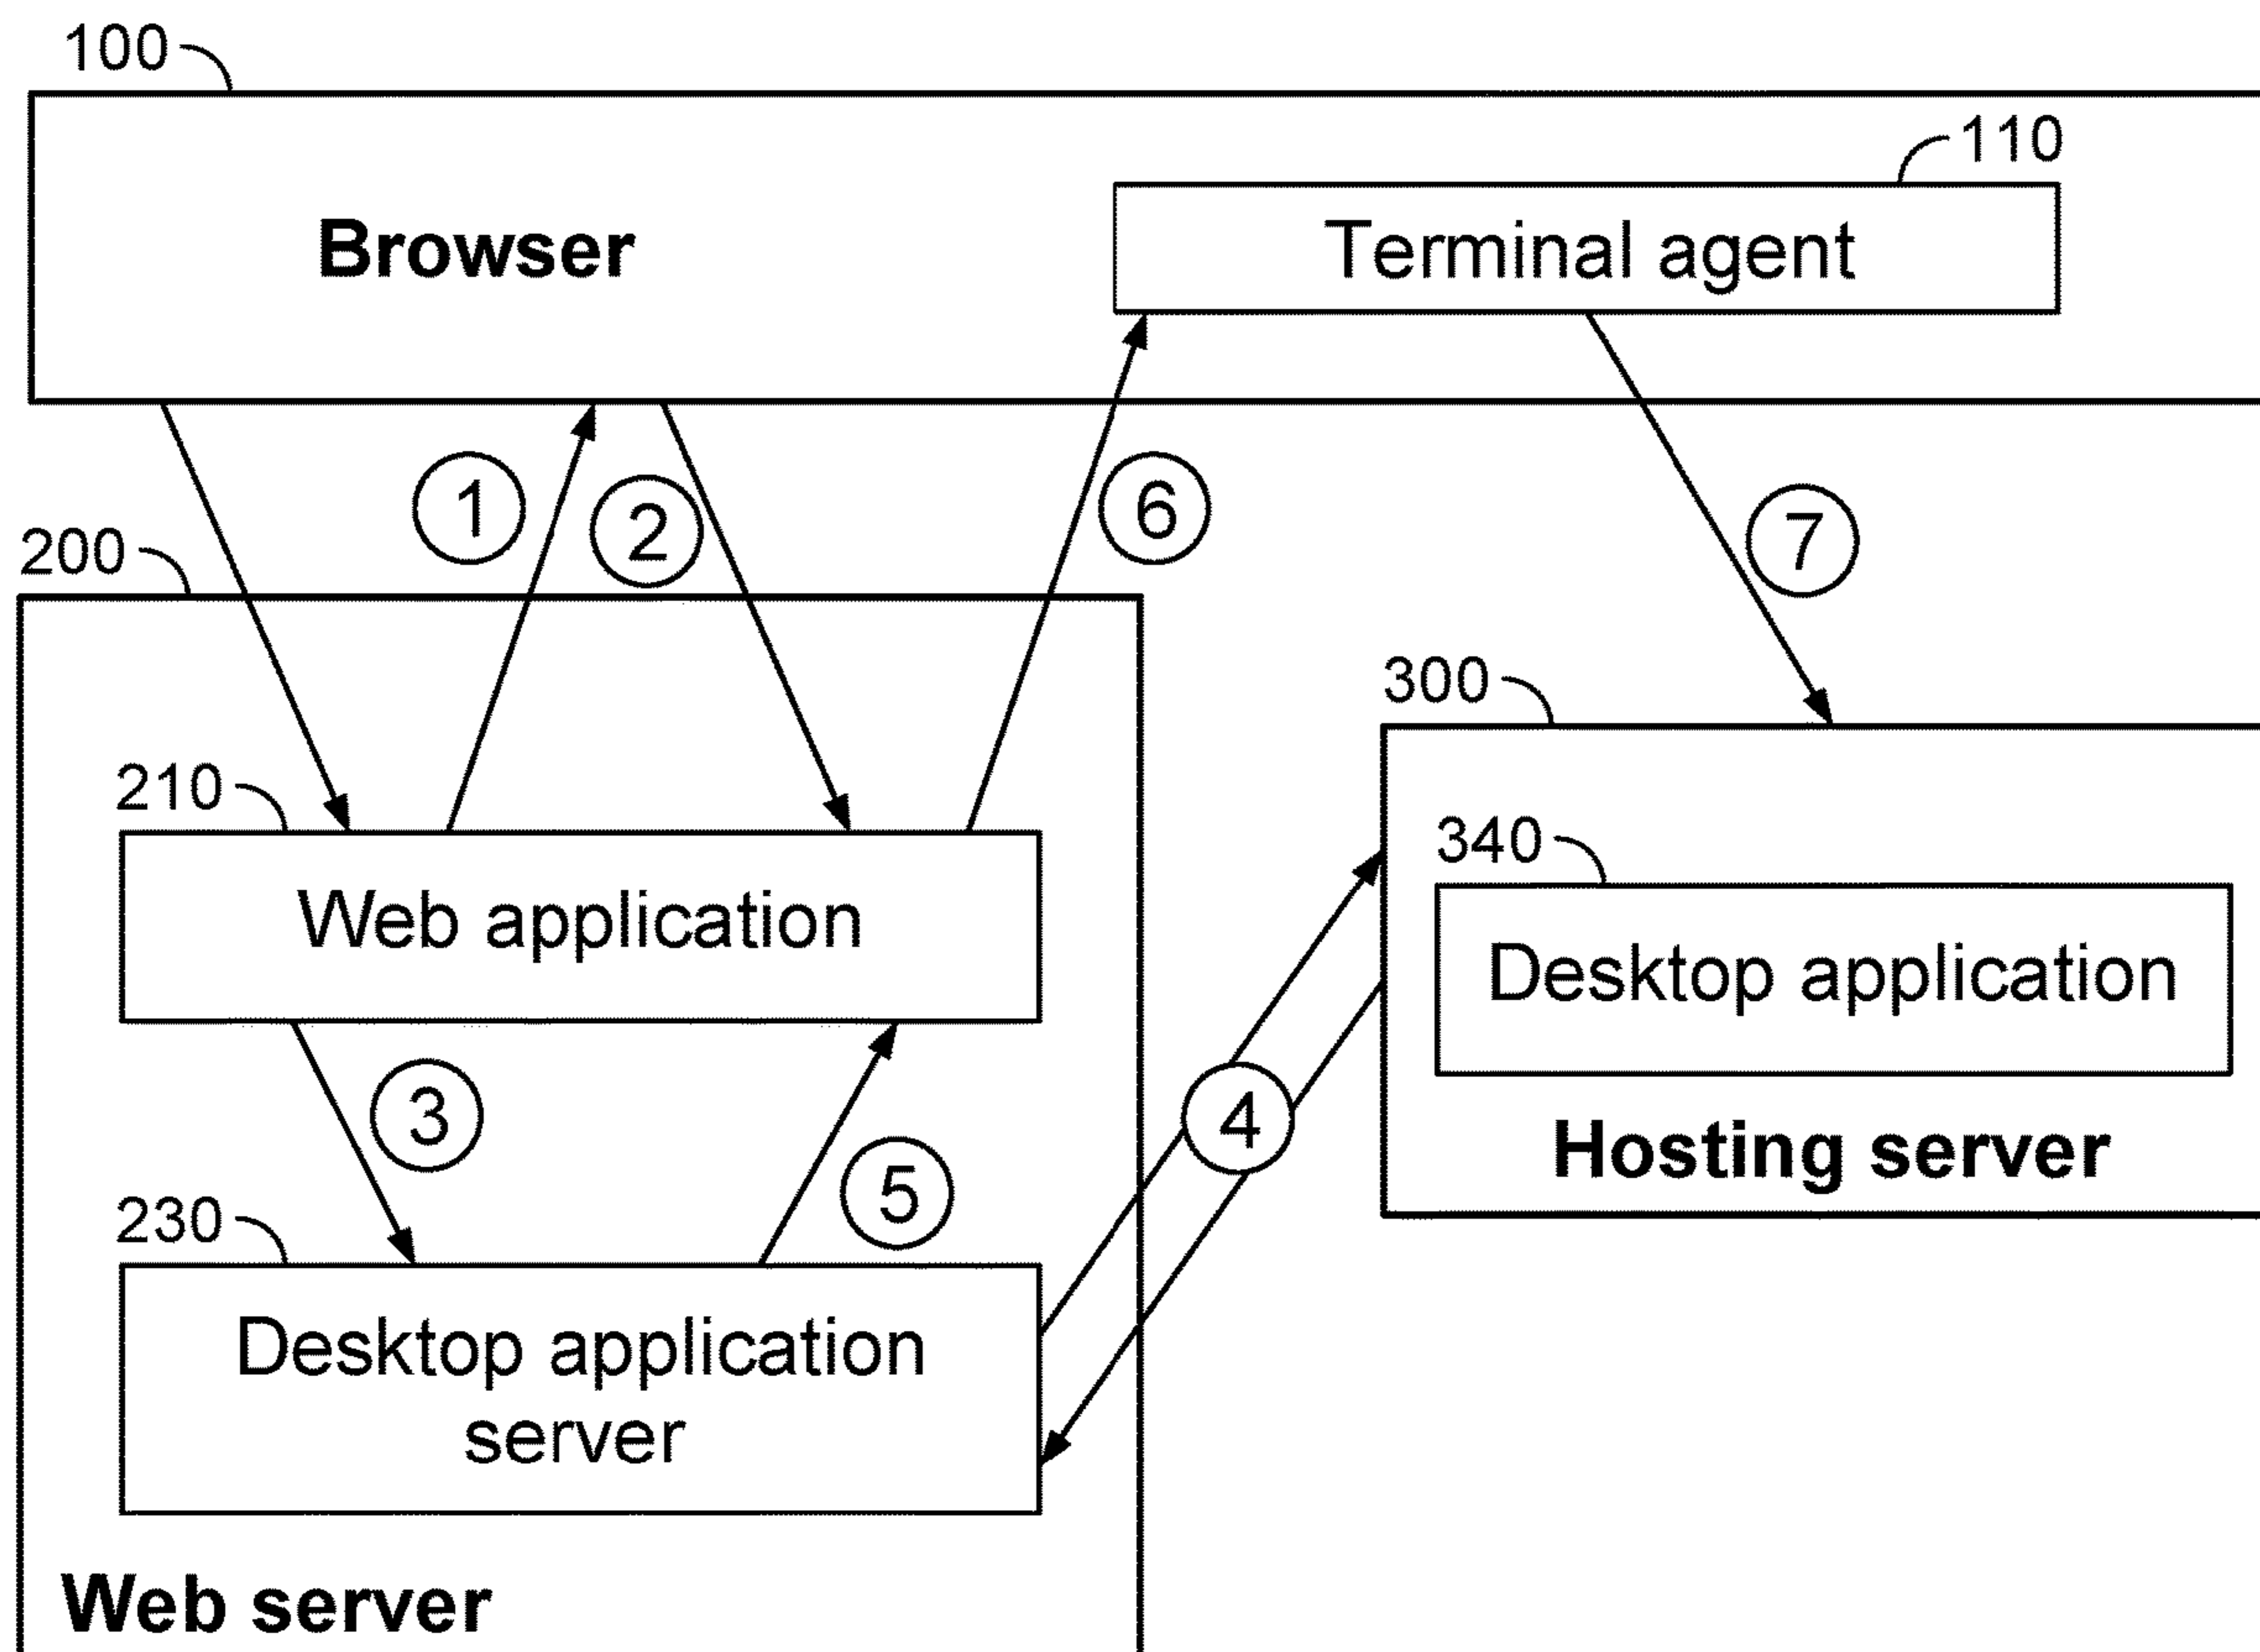 100
110
Browser
Terminal agent
1
2
6
7
200
300
210
340
Web application
Desktop application
3
4
5
Hosting server
230
Desktop application
server
Web server